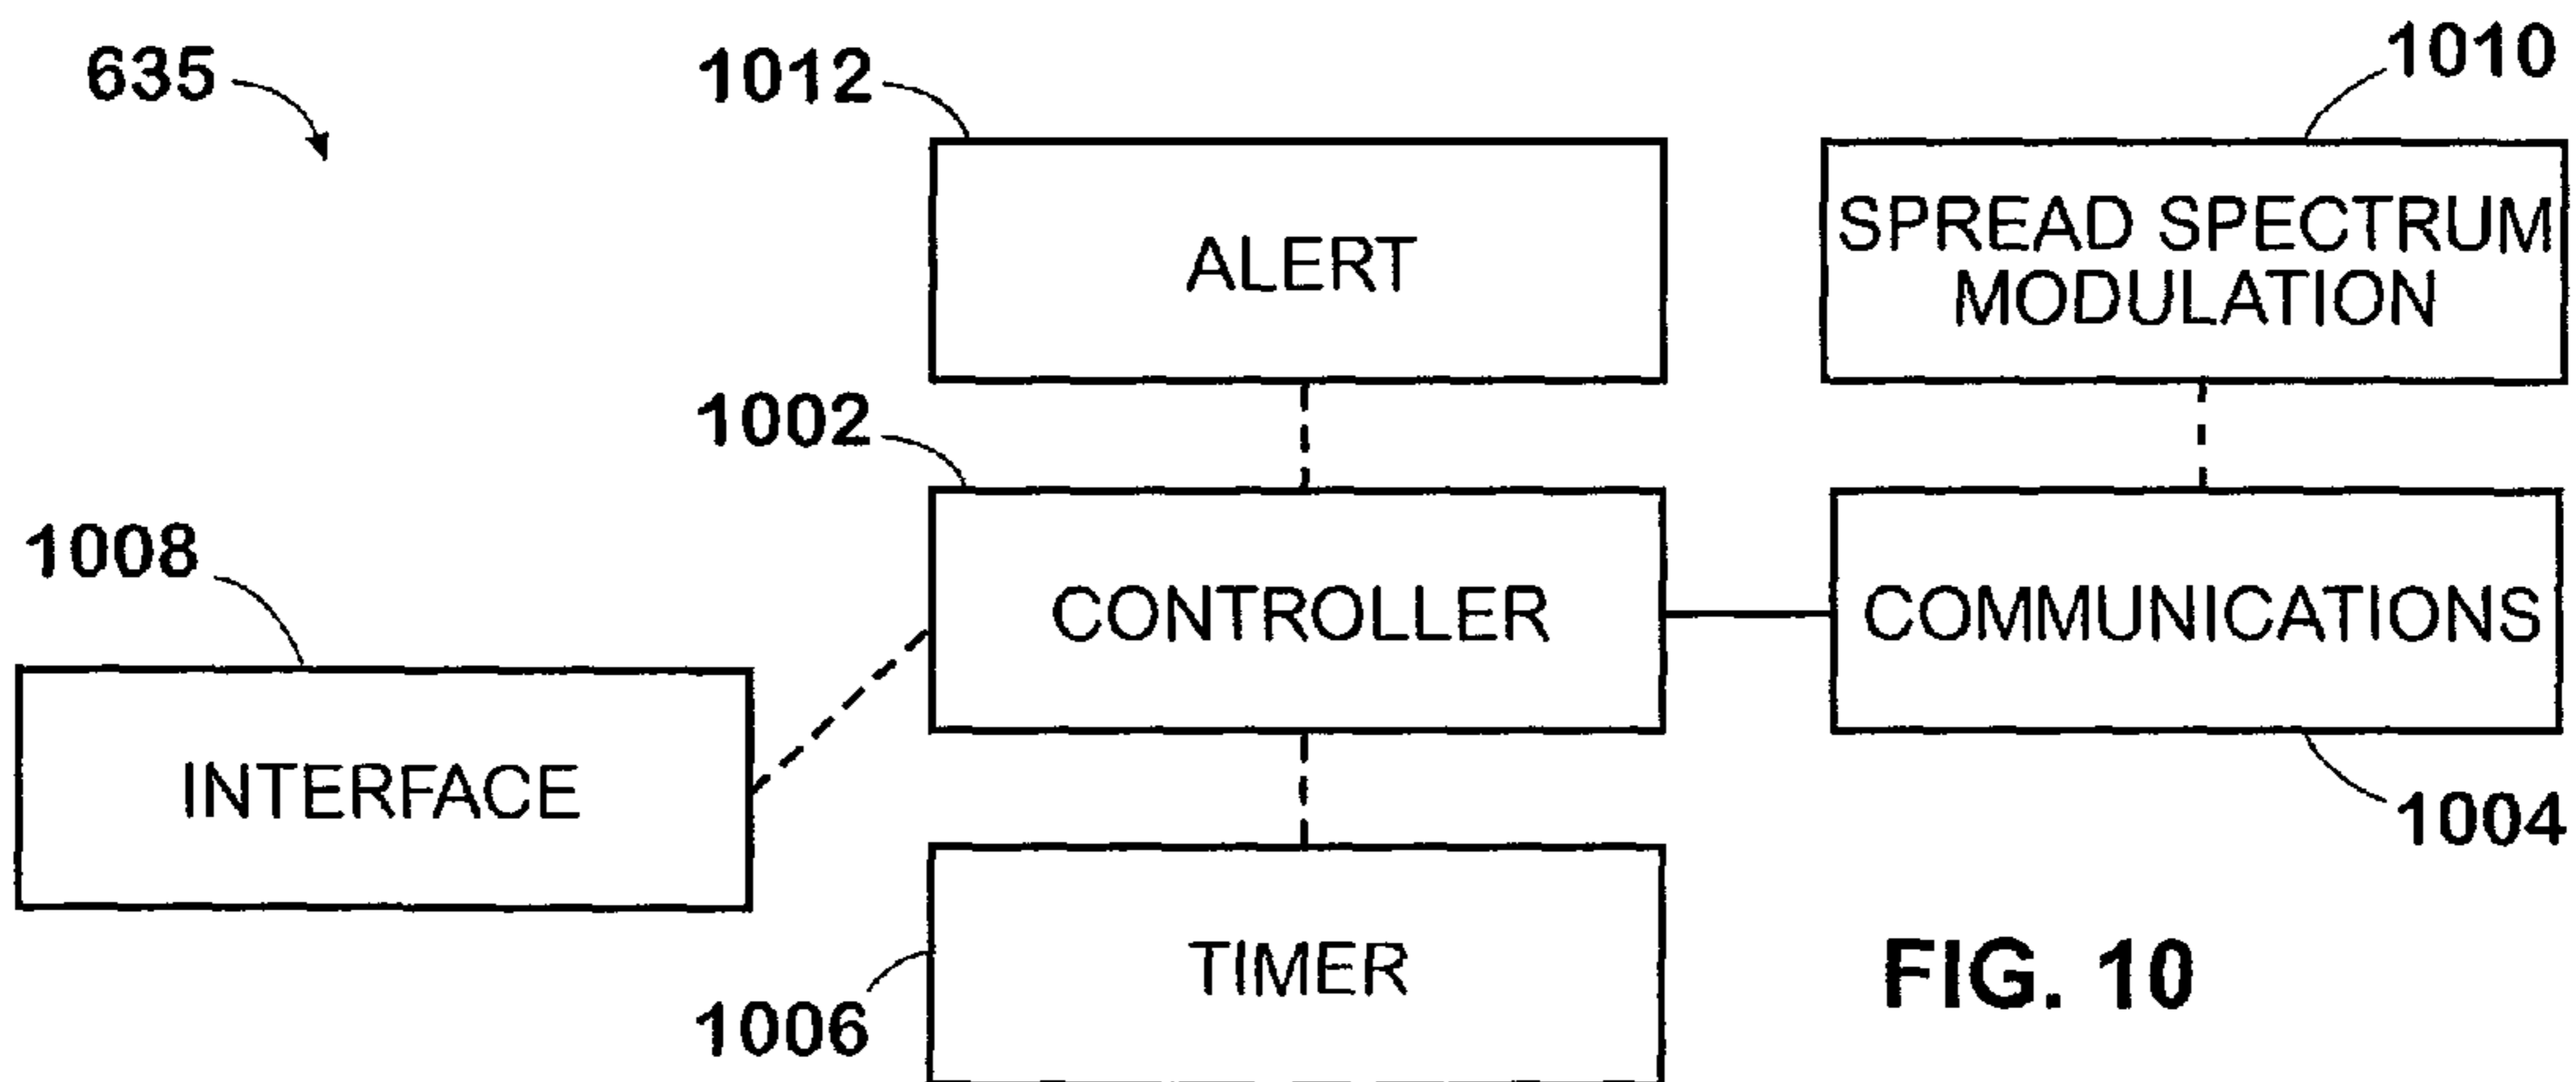 635
1012
1010
ALERT
SPREAD SPECTRUM
MODULATION
1002
CONTROLLER
COMMUNICATIONS
1008
INTERFACE
1004
TIMER
1006
FIG. 10